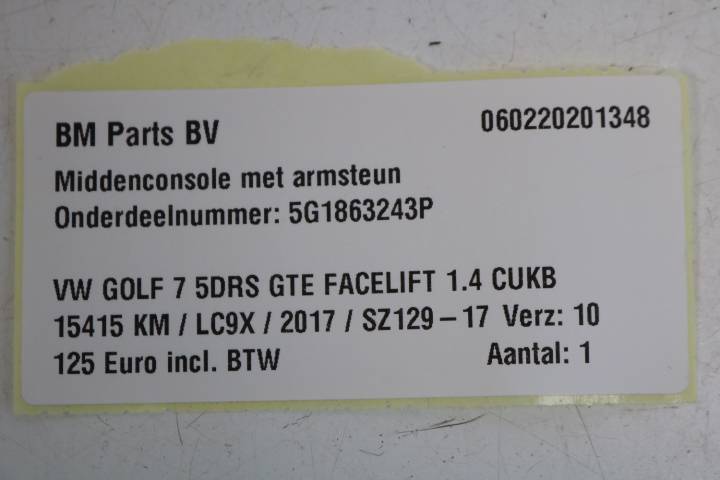 BM Parts BV 060220201348
Middenconsole met armsteun
Onderdeelnummer: 5G1863243P
VW GOLF 7 5DRS GTE FACELIFT 1.4 CUKB
15415 KM / LC9X / 2017 / SZ129-17 Verz: 10
125 Euro incl. BTW Aantal: 1